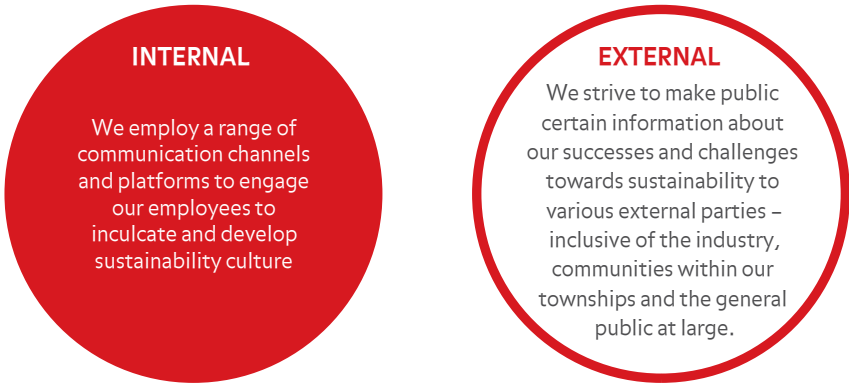 INTERNAL
We employ a range of
communication channels
and platforms to engage
our employees to
inculcate and develop
sustainability culture
EXTERNAL
We strive to make public
certain information about
our successes and challenges
towards sustainability to
various external parties –
inclusive of the industry,
communities within our
townships and the general
public at large.